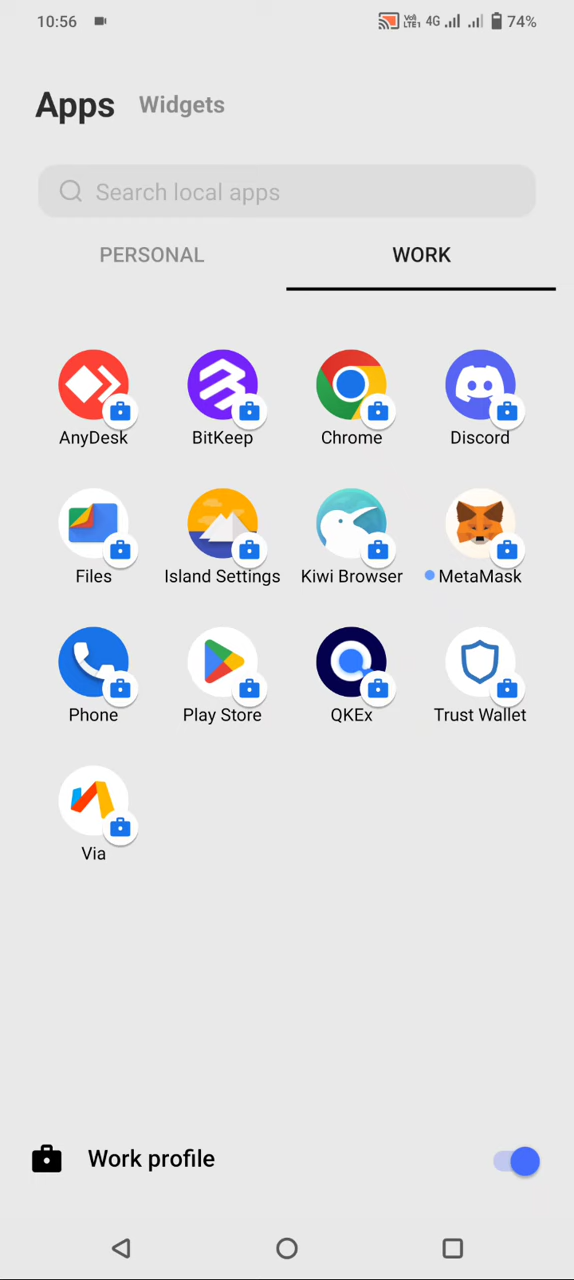 10:56 Vo) LTE1 4G 74%
Apps Widgets
Search local apps
PERSONAL WORK
AnyDesk BitKeep Chrome Discord
Files Island Settings Kiwi Browser MetaMask
Phone Play Store QKEx Trust Wallet
Via
Work profile